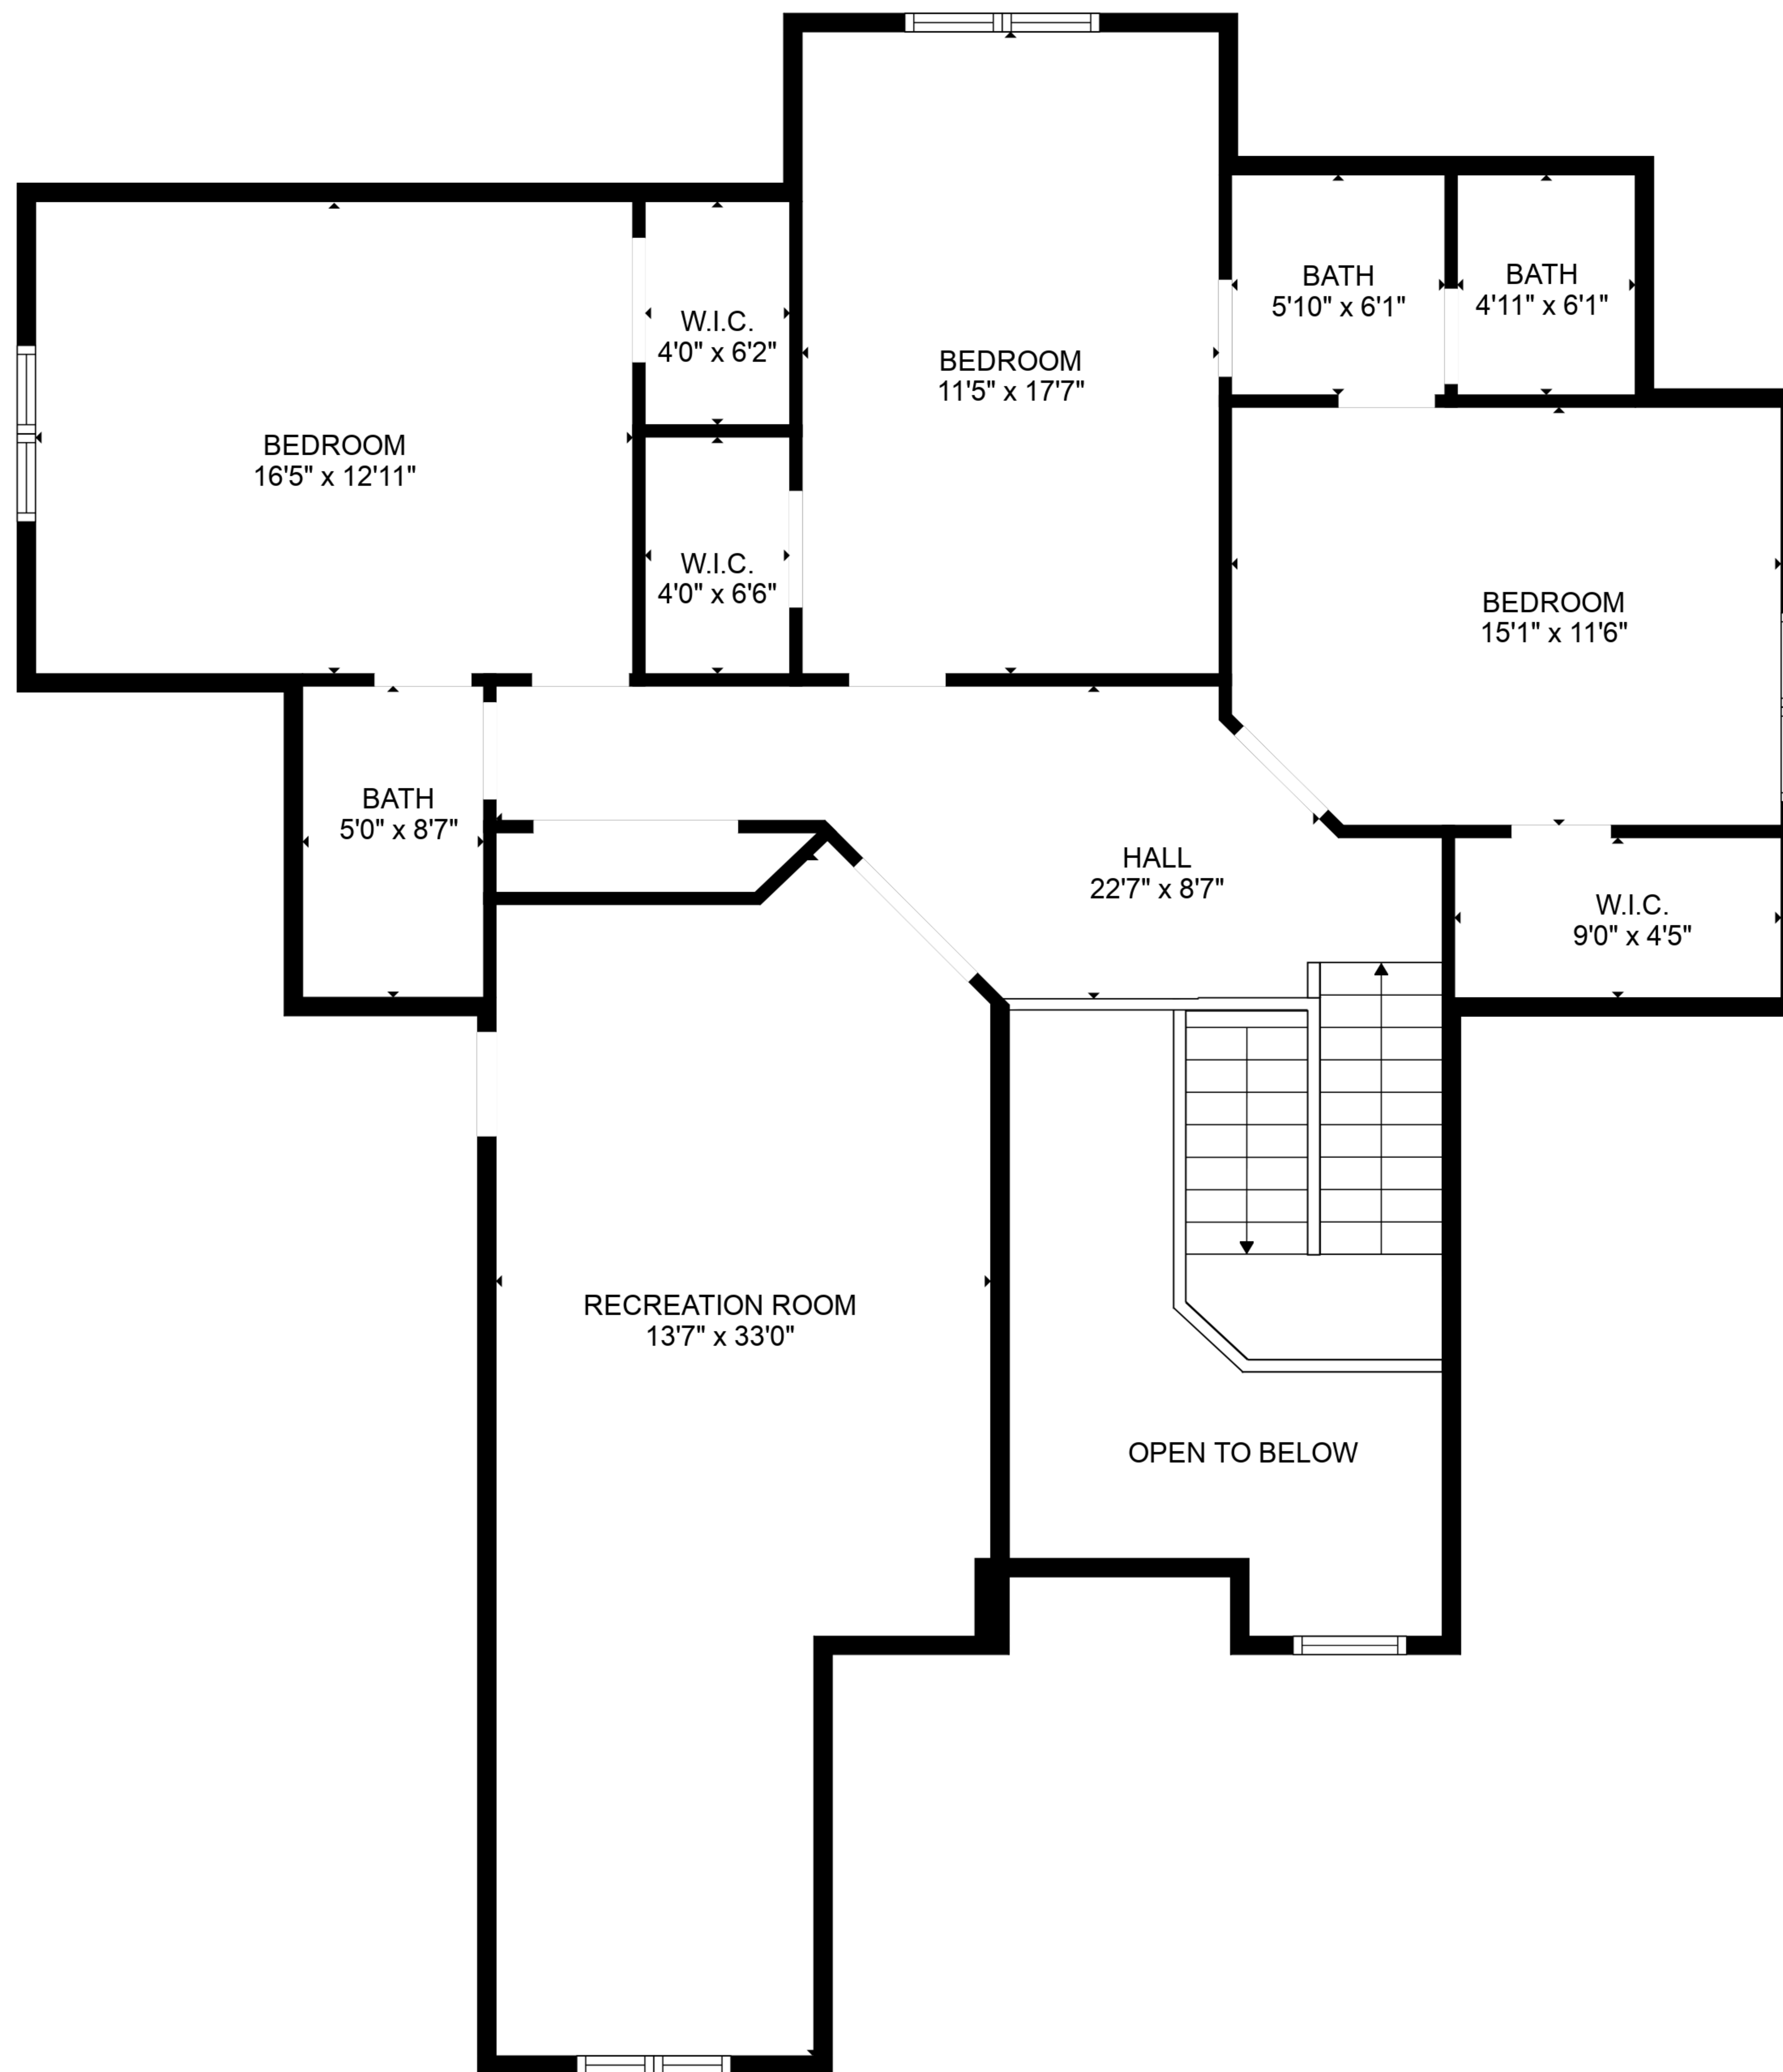 BATH
5'10" x 6'1"
BATH
4'11" x 6'1"
W.I.C.
4'0" x 6'2"
BEDROOM
11'5" x 17'7"
BEDROOM
16'5" x 12'11"
W.I.C.
4'0" x 6'6"
BEDROOM
15'1" x 11'6"
BATH
5'0" x 8'7"
HALL
22'7" x 8'7"
W.I.C.
9'0" x 4'5"
RECREATION ROOM
13'7" x 33'0"
OPEN TO BELOW